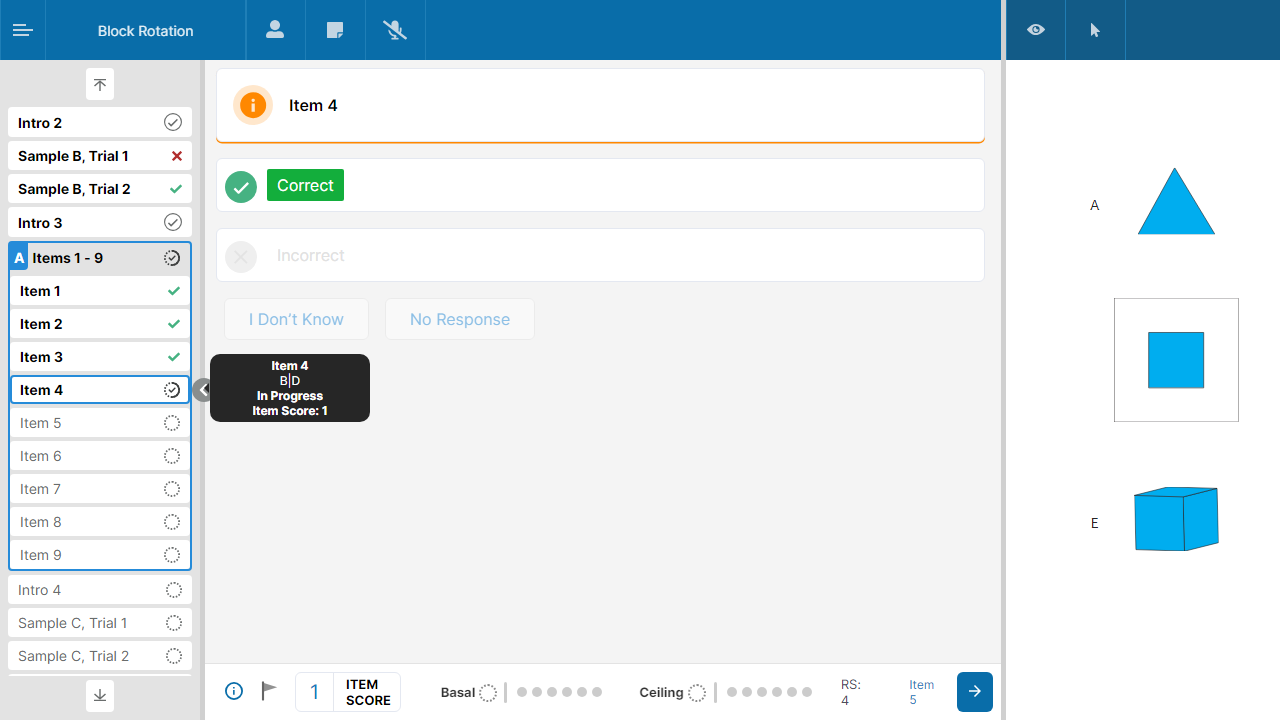 Block Rotation
Intro 2
Sample B, Trial 1
Sample B, Trial 2
Intro 3
A Items 1 - 9
Item 1
Item 2
Item 3
Item 4
Item 5
Item 6
Item 7
Item 8
Item 9
Intro 4
Sample C, Trial 1
Sample C, Trial 2
Item 4
Correct
Incorrect
I Don't Know
No Response
Item 4
B|D
In Progress
Item Score: 1
1
ITEM
SCORE
Basal
Ceiling
RS:
4
Item
5
A
E